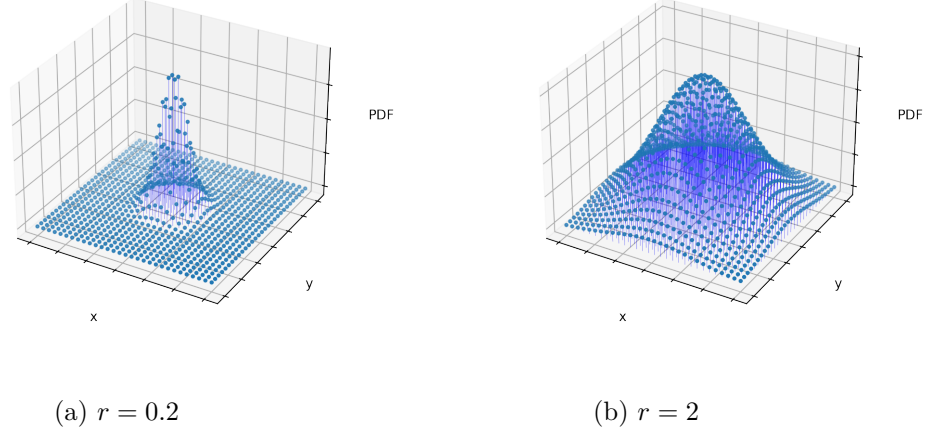 PDF
y
x
PDF
y
x
(a) r = 0.2
(b) r = 2